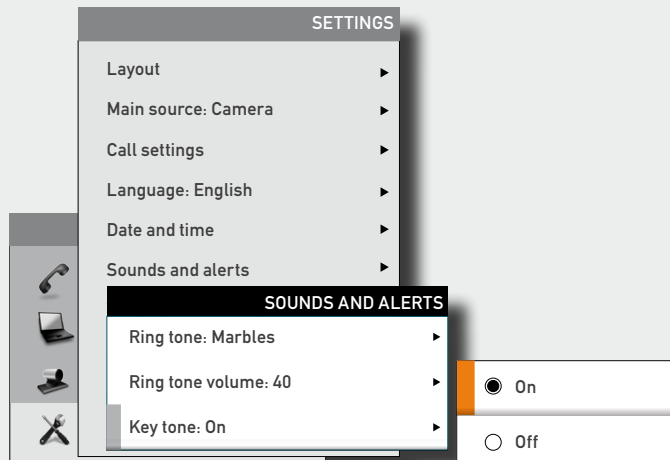 SETTINGS
Layout
Main source: Camera
Call settings
Language: English
Date and time
Sounds and alerts
SOUNDS AND ALERTS
Ring tone: Marbles
Ring tone volume: 40
Key tone: On
On
Off